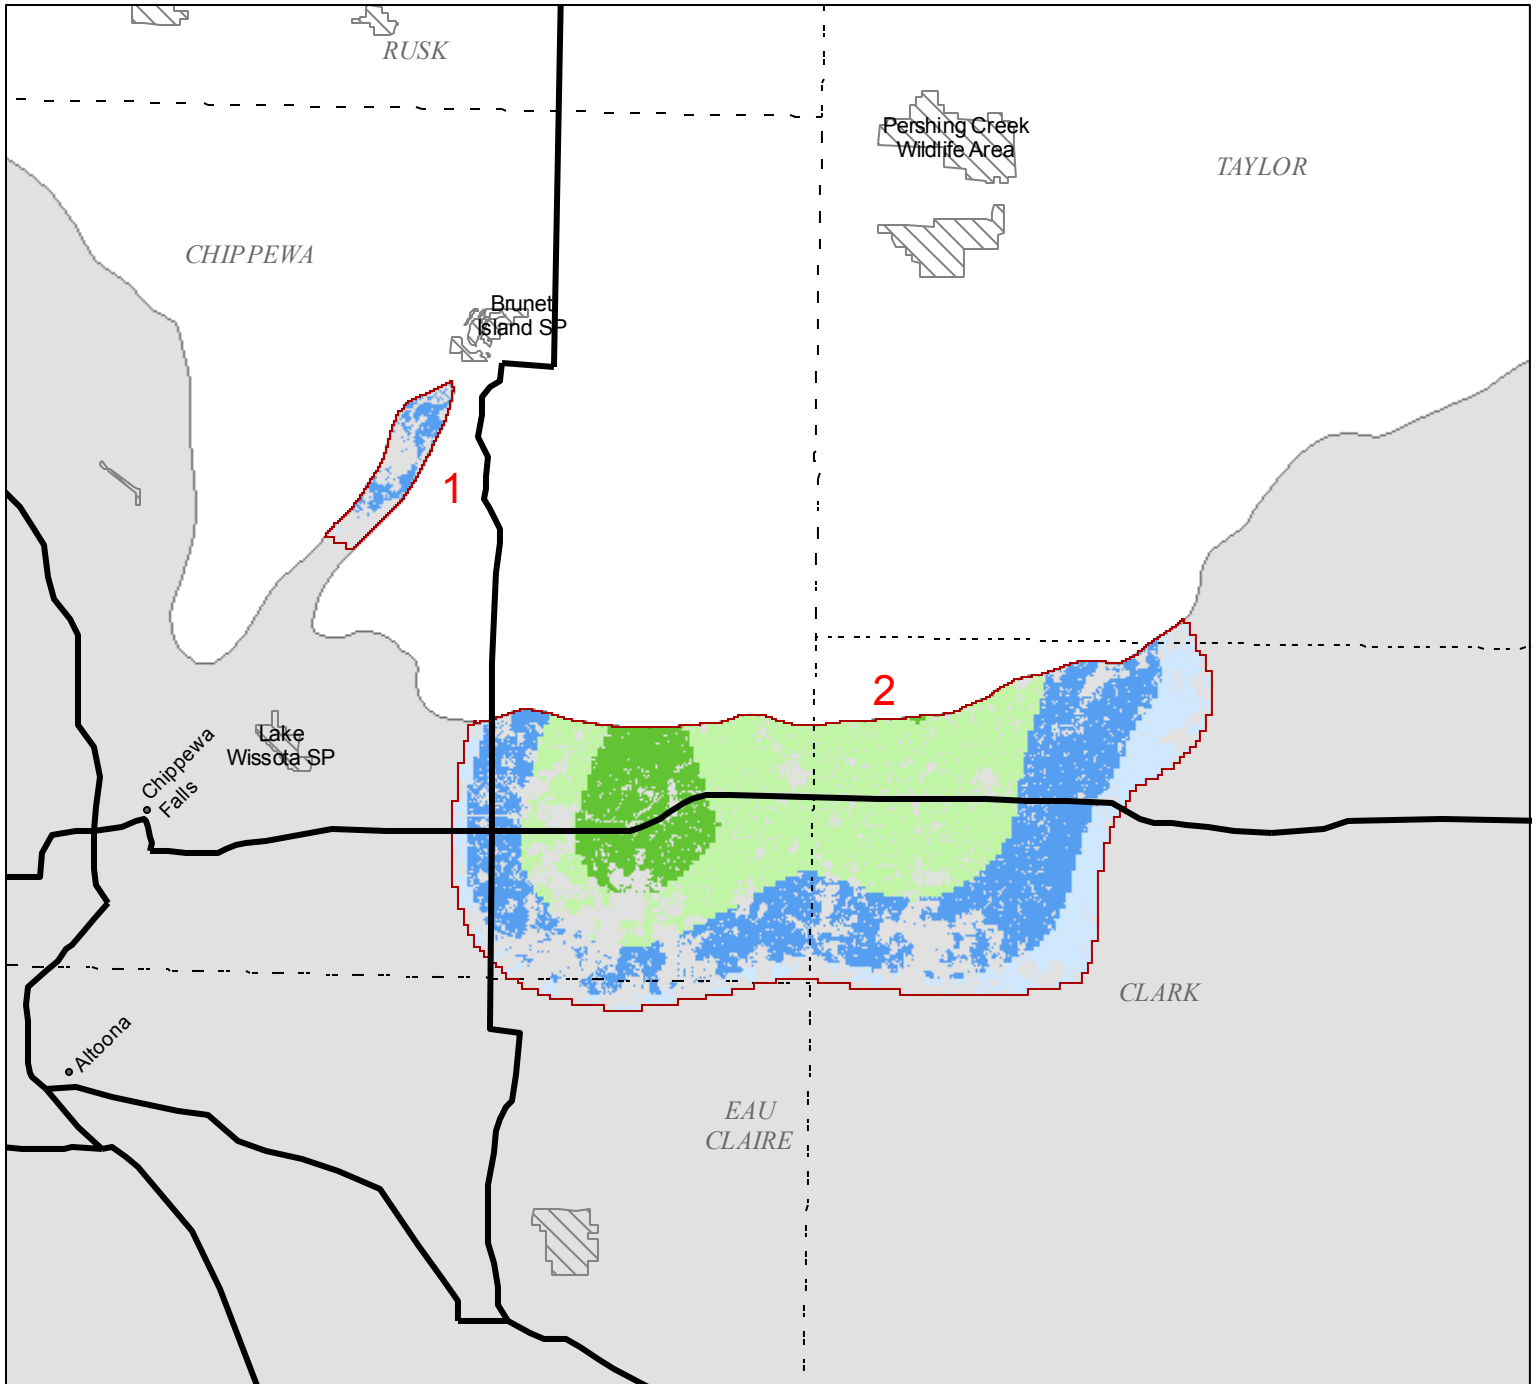 RUSK
Pershing Creek
Wildlife Area
TAYLOR
CHIPPEWA
Brunet
Island SP
1
2
Lake
Wissota SP
Chippewa
Falls
CLARK
Altoona
EAU
CLAIRE